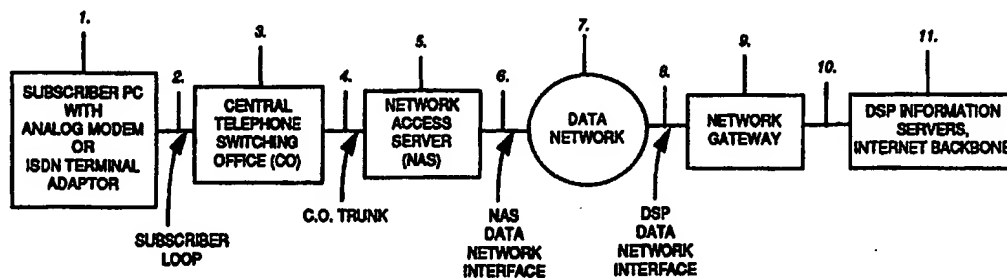 1.
2.
3.
4.
5.
6.
7.
8.
9.
10.
11.
SUBSCRIBER PC
WITH
ANALOG MODEM
OR
ISDN TERMINAL
ADAPTOR
CENTRAL
TELEPHONE
SWITCHING
OFFICE (CO)
NETWORK
ACCESS
SERVER
(NAS)
DATA
NETWORK
NETWORK
GATEWAY
DSP INFORMATION
SERVERS,
INTERNET BACKBONE
SUBSCRIBER
LOOP
C.O. TRUNK
NAS
DATA
NETWORK
INTERFACE
DSP
DATA
NETWORK
INTERFACE